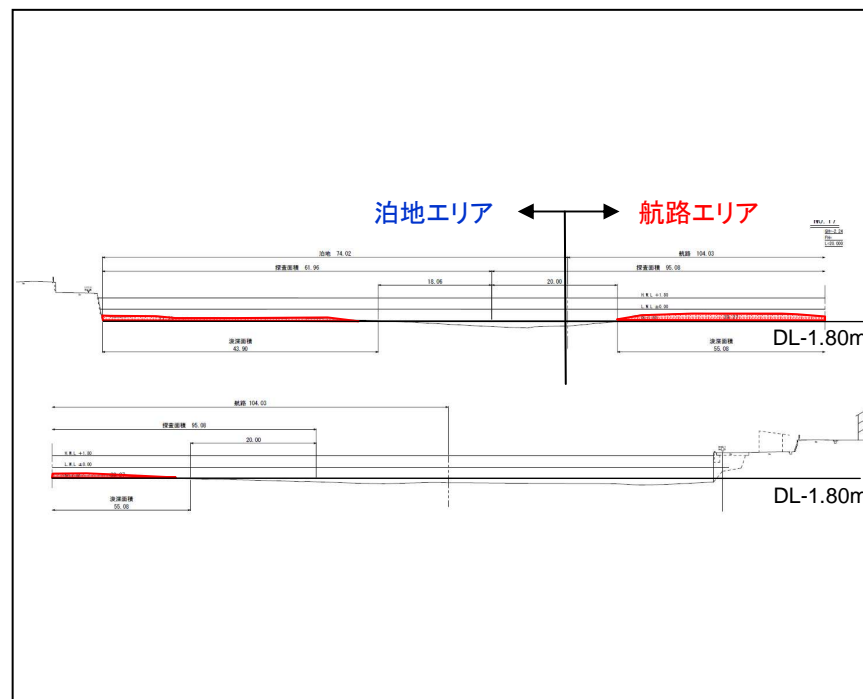 泊地エリア
航路エリア
泊地 74.02
航路 104.03
探査面積 61.96
探査面積 95.08
18.06
20.00
H.W.L +1.80
L.W.L ±0.00
DL-1.80m
浚渫面積
43.90
浚渫面積
55.08
航路 104.03
探査面積 95.08
20.00
L.W.L ±0.00
DL-1.80m
浚渫面積
55.08